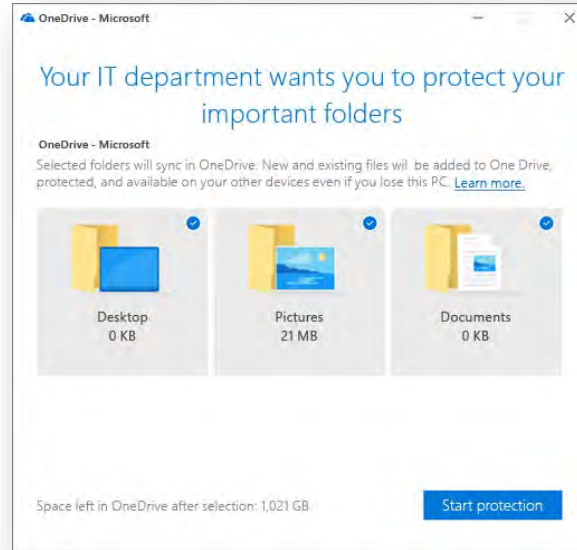 OneDrive - Microsoft
Your IT department wants you to protect your
important folders
OneDrive - Microsoft
Selected folders will sync in OneDrive. New and existing files will be added to One Drive,
protected, and available on your other devices even if you lose this PC. Learn more.
Desktop
0 KB
Pictures
21 MB
Documents
0 KB
Space left in OneDrive after selection: 1,021 GB
Start protection